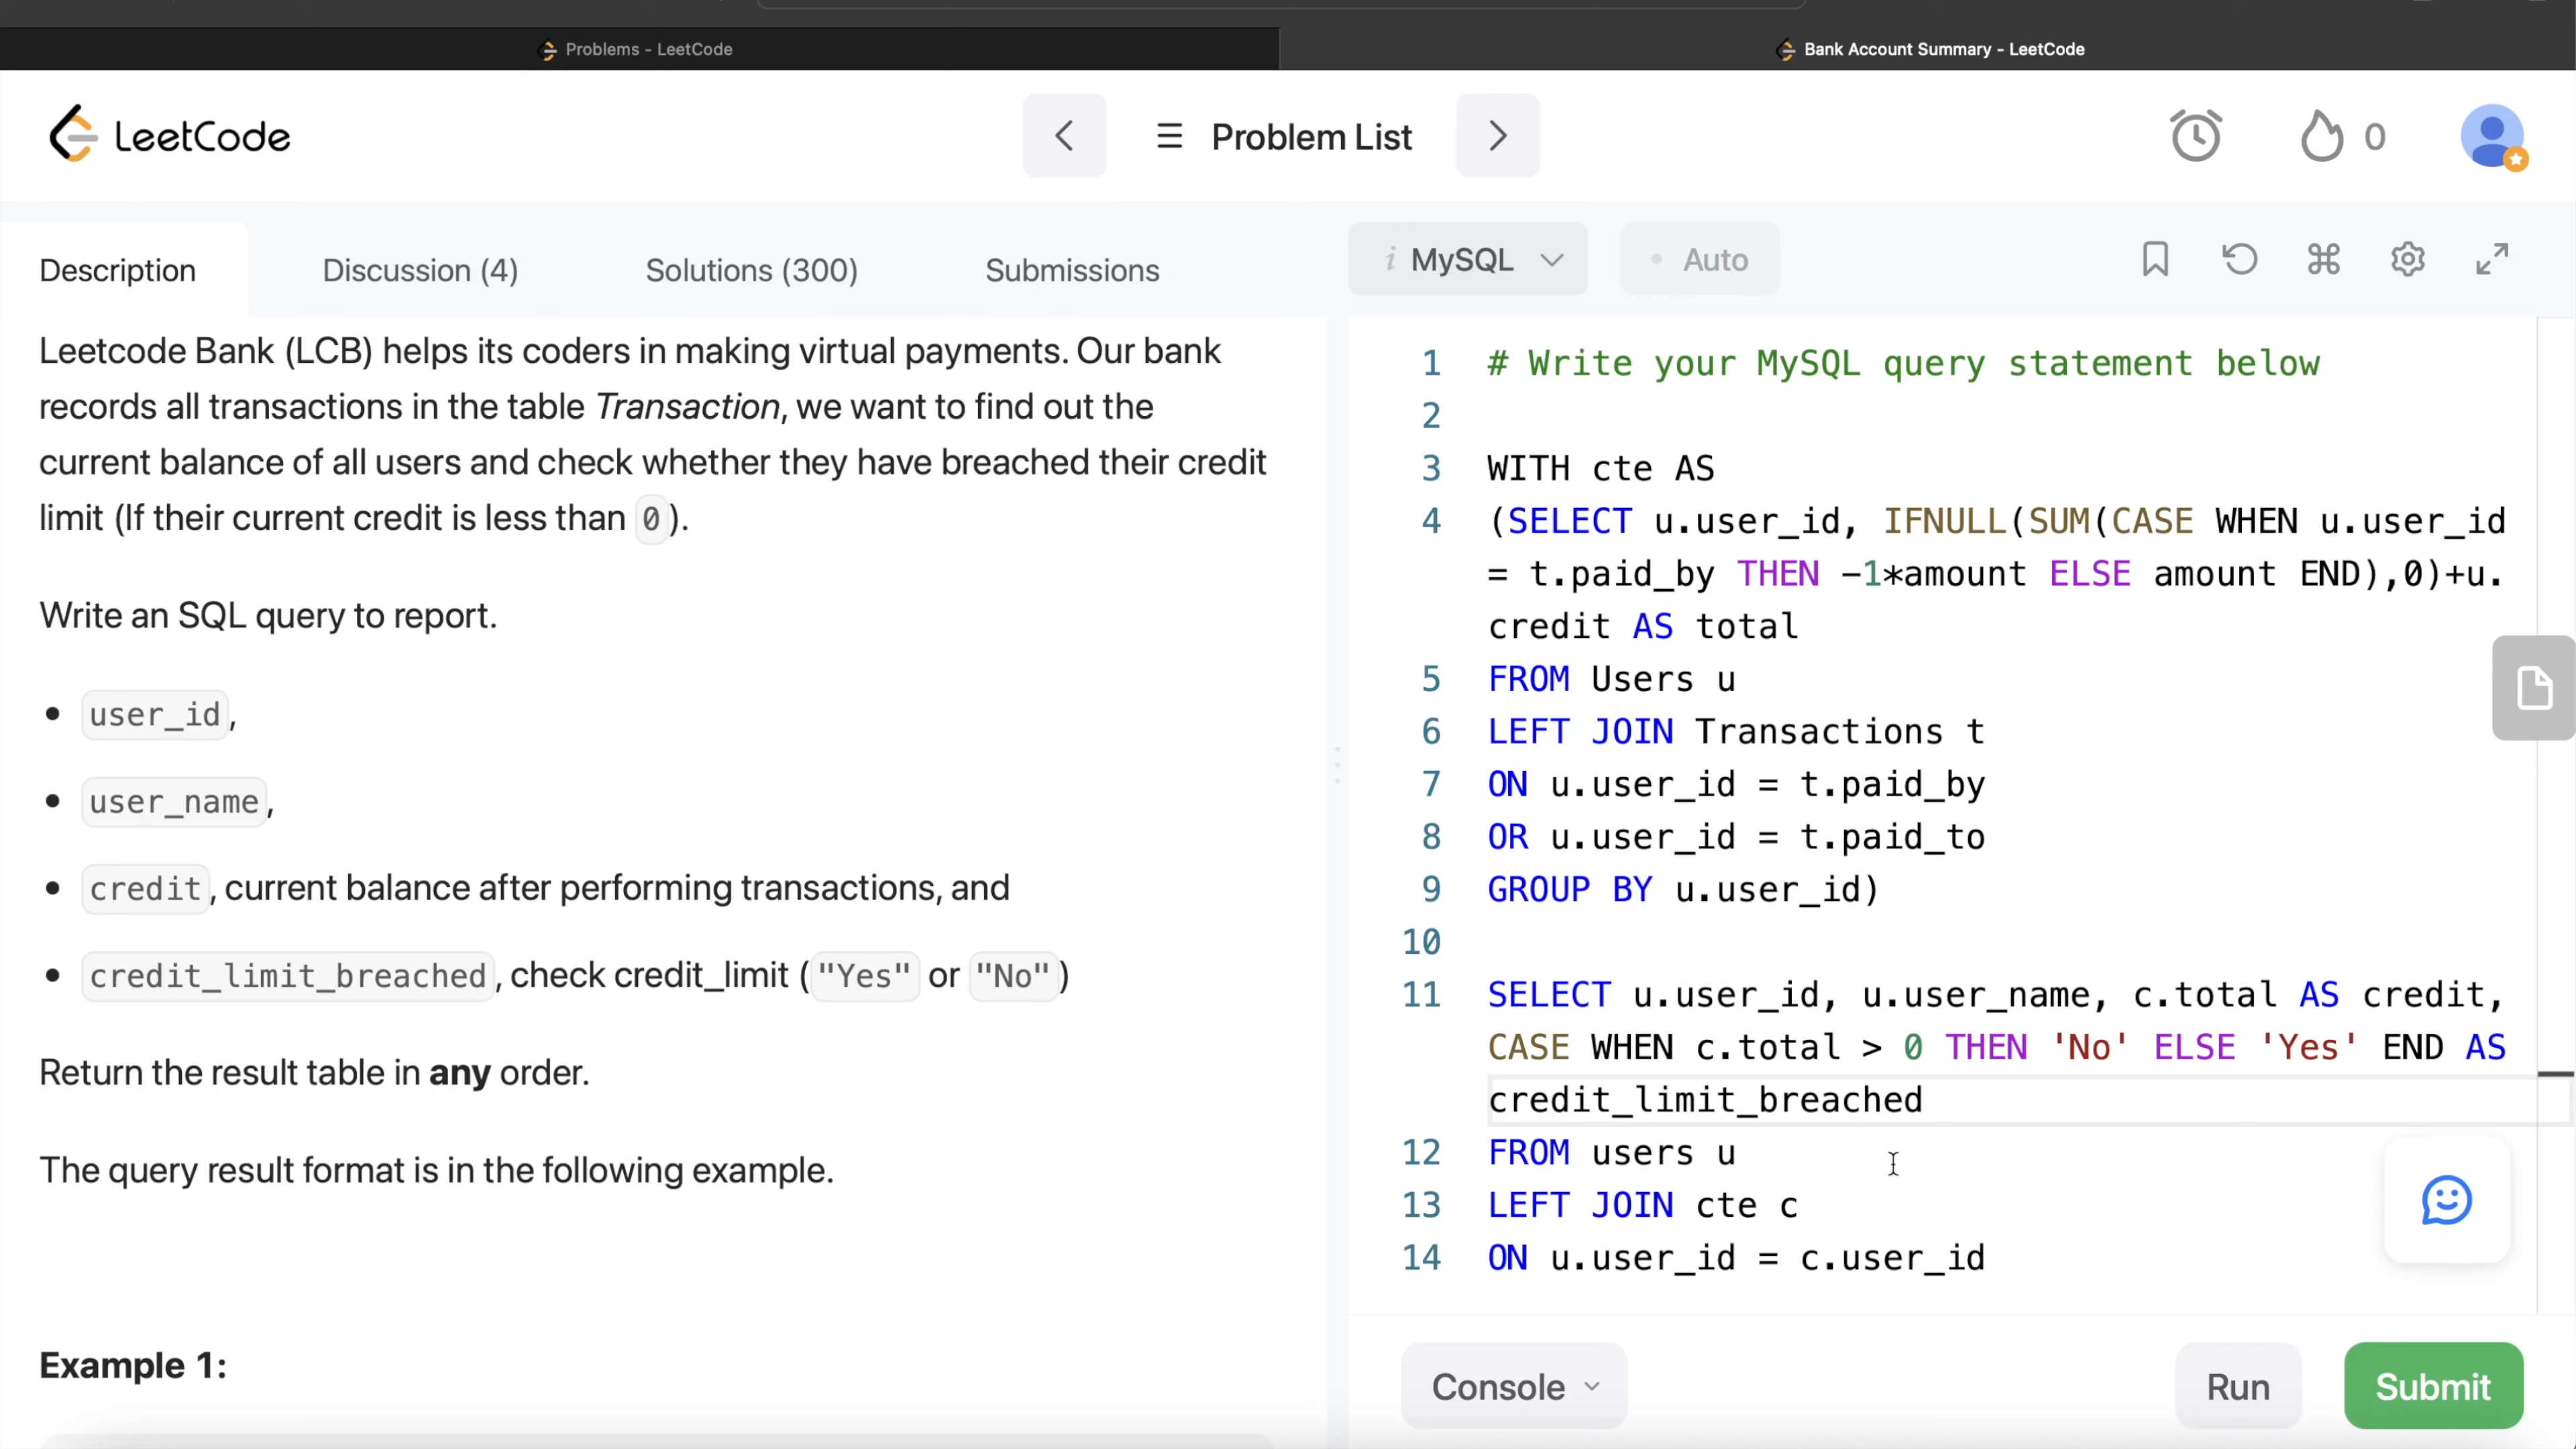 Problems - LeetCode
Bank Account Summary - LeetCode
LeetCode
Problem List
0
Description
Discussion (4)
Solutions (300)
Submissions
Leetcode Bank (LCB) helps its coders in making virtual payments. Our bank
records all transactions in the table Transaction, we want to find out the
current balance of all users and check whether they have breached their credit
limit (If their current credit is less than 0).
Write an SQL query to report.
• user_id,
• user_name,
• credit, current balance after performing transactions, and
• credit_limit_breached, check credit_limit ("Yes" or "No")
Return the result table in any order.
The query result format is in the following example.
Example 1:
i MySQL
• Auto
1 # Write your MySQL query statement below
2
3 WITH cte AS
4 (SELECT u.user_id, IFNULL(SUM(CASE WHEN u.user_id
= t.paid_by THEN -1*amount ELSE amount END),0)+u.
credit AS total
5 FROM Users u
6 LEFT JOIN Transactions t
7 ON u.user_id = t.paid_by
8 OR u.user_id = t.paid_to
9 GROUP BY u.user_id)
10
11 SELECT u.user_id, u.user_name, c.total AS credit,
CASE WHEN c.total > 0 THEN 'No' ELSE 'Yes' END AS
credit_limit_breached
12 FROM users u
13 LEFT JOIN cte c
14 ON u.user_id = c.user_id
Console
Run
Submit